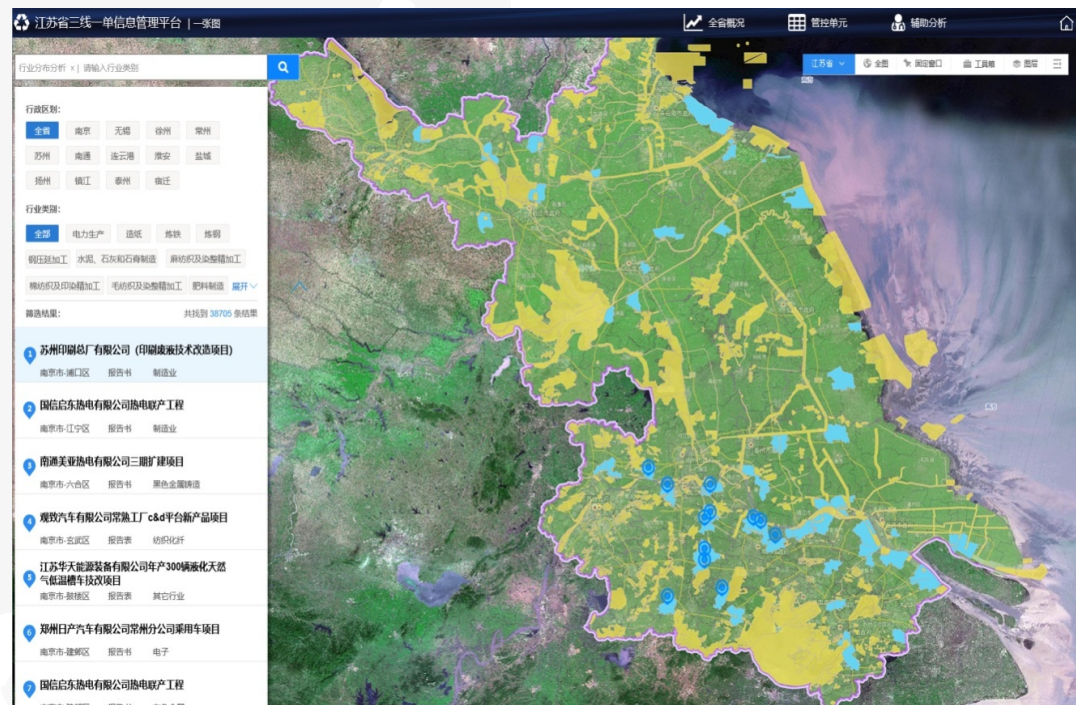 江苏省三线一单信息管理平台 | 一张图
全省概况
管控单元
辅助分析
行业分布分析 x | 请输入行业类别
江苏省
全图
固定窗口
工具箱
图层
行政区划:
全省 南京 无锡 徐州 常州
苏州 南通 连云港 淮安 盐城
扬州 镇江 泰州 宿迁
行业类别:
全部 电力生产 造纸 炼铁 炼钢
钢压延加工 水泥、石灰和石膏制造 麻纺织及染整精加工
棉纺织及印染精加工 毛纺织及染整精加工 肥料制造 展开
筛选结果: 共找到 38705 条结果
1 苏州印刷总厂有限公司（印刷废液技术改造项目）
南京市-浦口区 报告书 制造业
2 国信启东热电有限公司热电联产工程
南京市-江宁区 报告书 制造业
3 南通美亚热电有限公司三期扩建项目
南京市-六合区 报告书 黑色金属铸造
4 观致汽车有限公司常熟工厂c&d平台新产品项目
南京市-玄武区 报告表 纺织化纤
5 江苏华天能源装备有限公司年产300辆液化天然
气低温槽车技改项目
南京市-鼓楼区 报告表 其它行业
6 郑州日产汽车有限公司常州分公司乘用车项目
南京市-建邺区 报告书 电子
7 国信启东热电有限公司热电联产工程